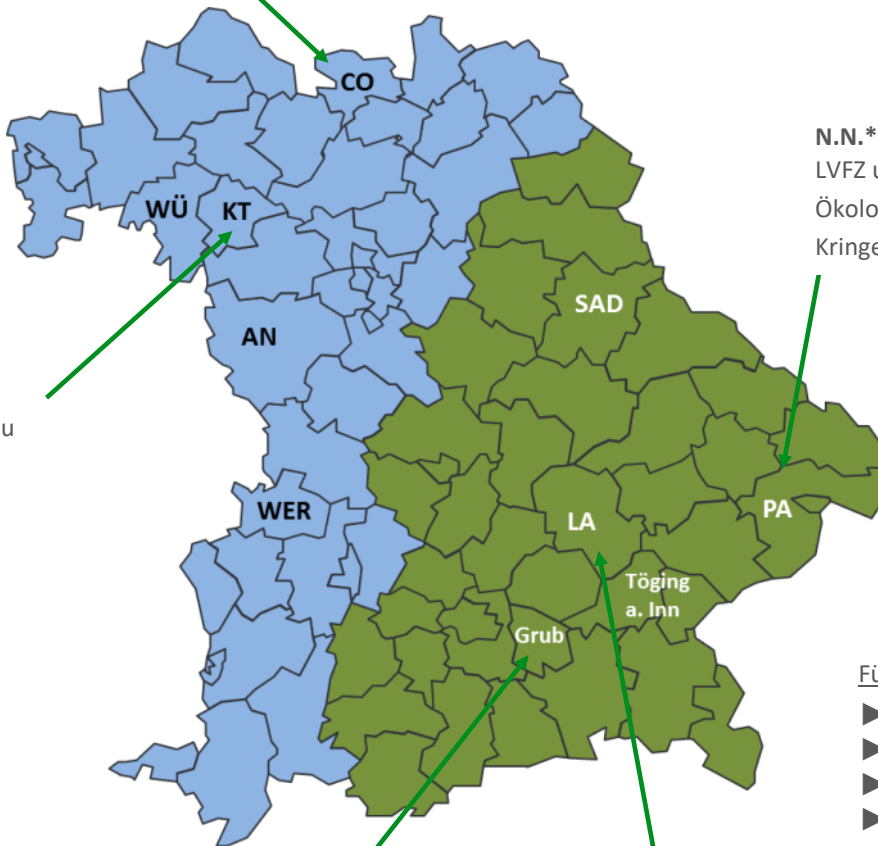 CO
N.N.*
LVFZ u
Ökolo
Kringe
WÜ
KT
SAD
AN
u
WER
LA
PA
Töging
a. Inn
Grub
Fü
►
►
►
►